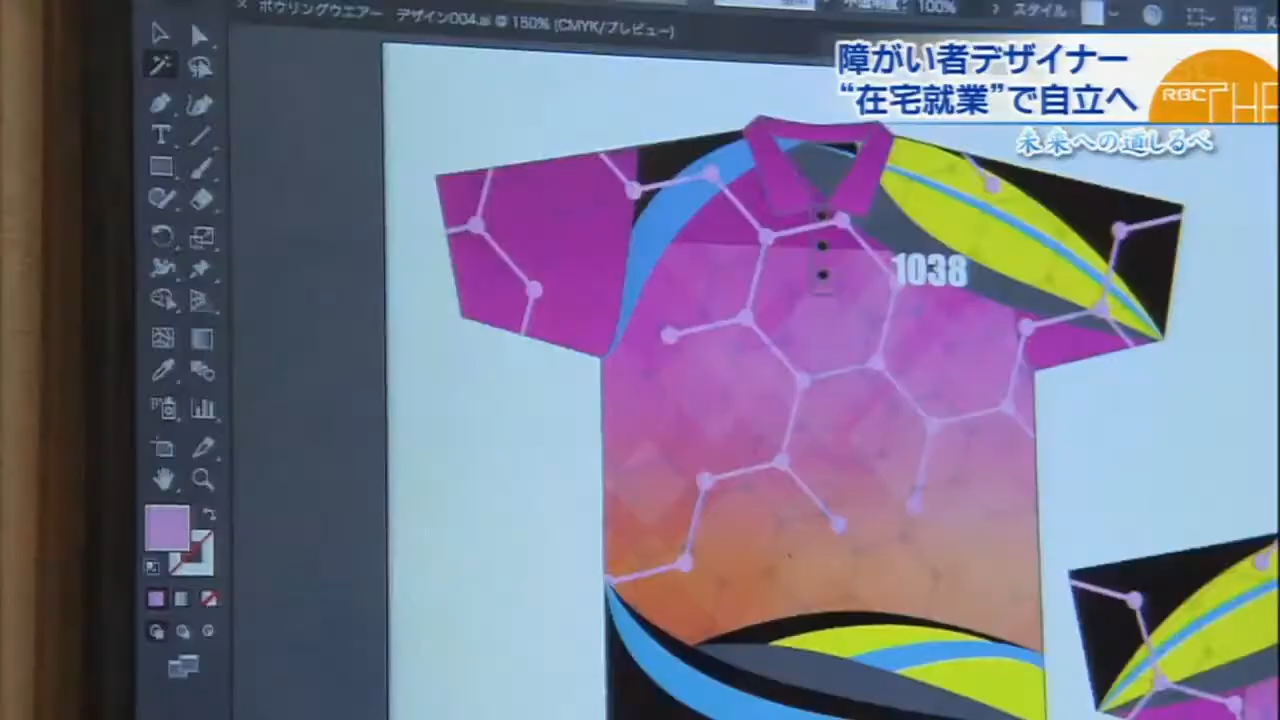 ボウリングウエアー デザイン004.ai @ 150% (CMYK/プレビュー)
100%
スタイル
障がい者デザイナー
“在宅就業”で自立へ
RBC THE
未来への道しるべ
1038